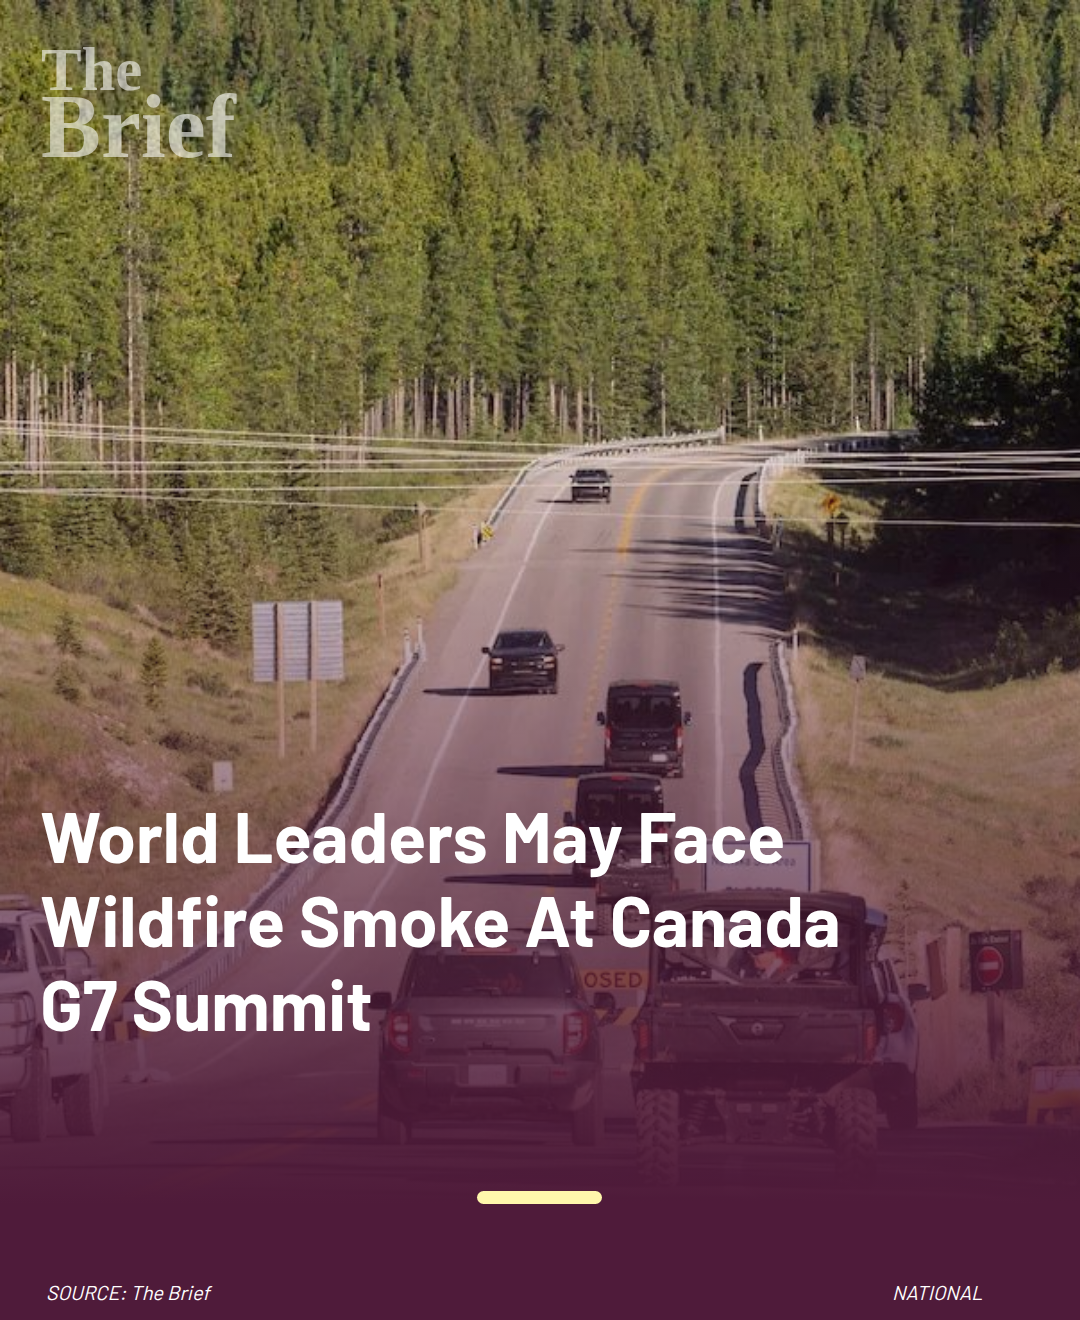 The
Brief
World Leaders May Face
Wildfire Smoke At Canada
G7 Summit
OSED
SOURCE: The Brief
NATIONAL